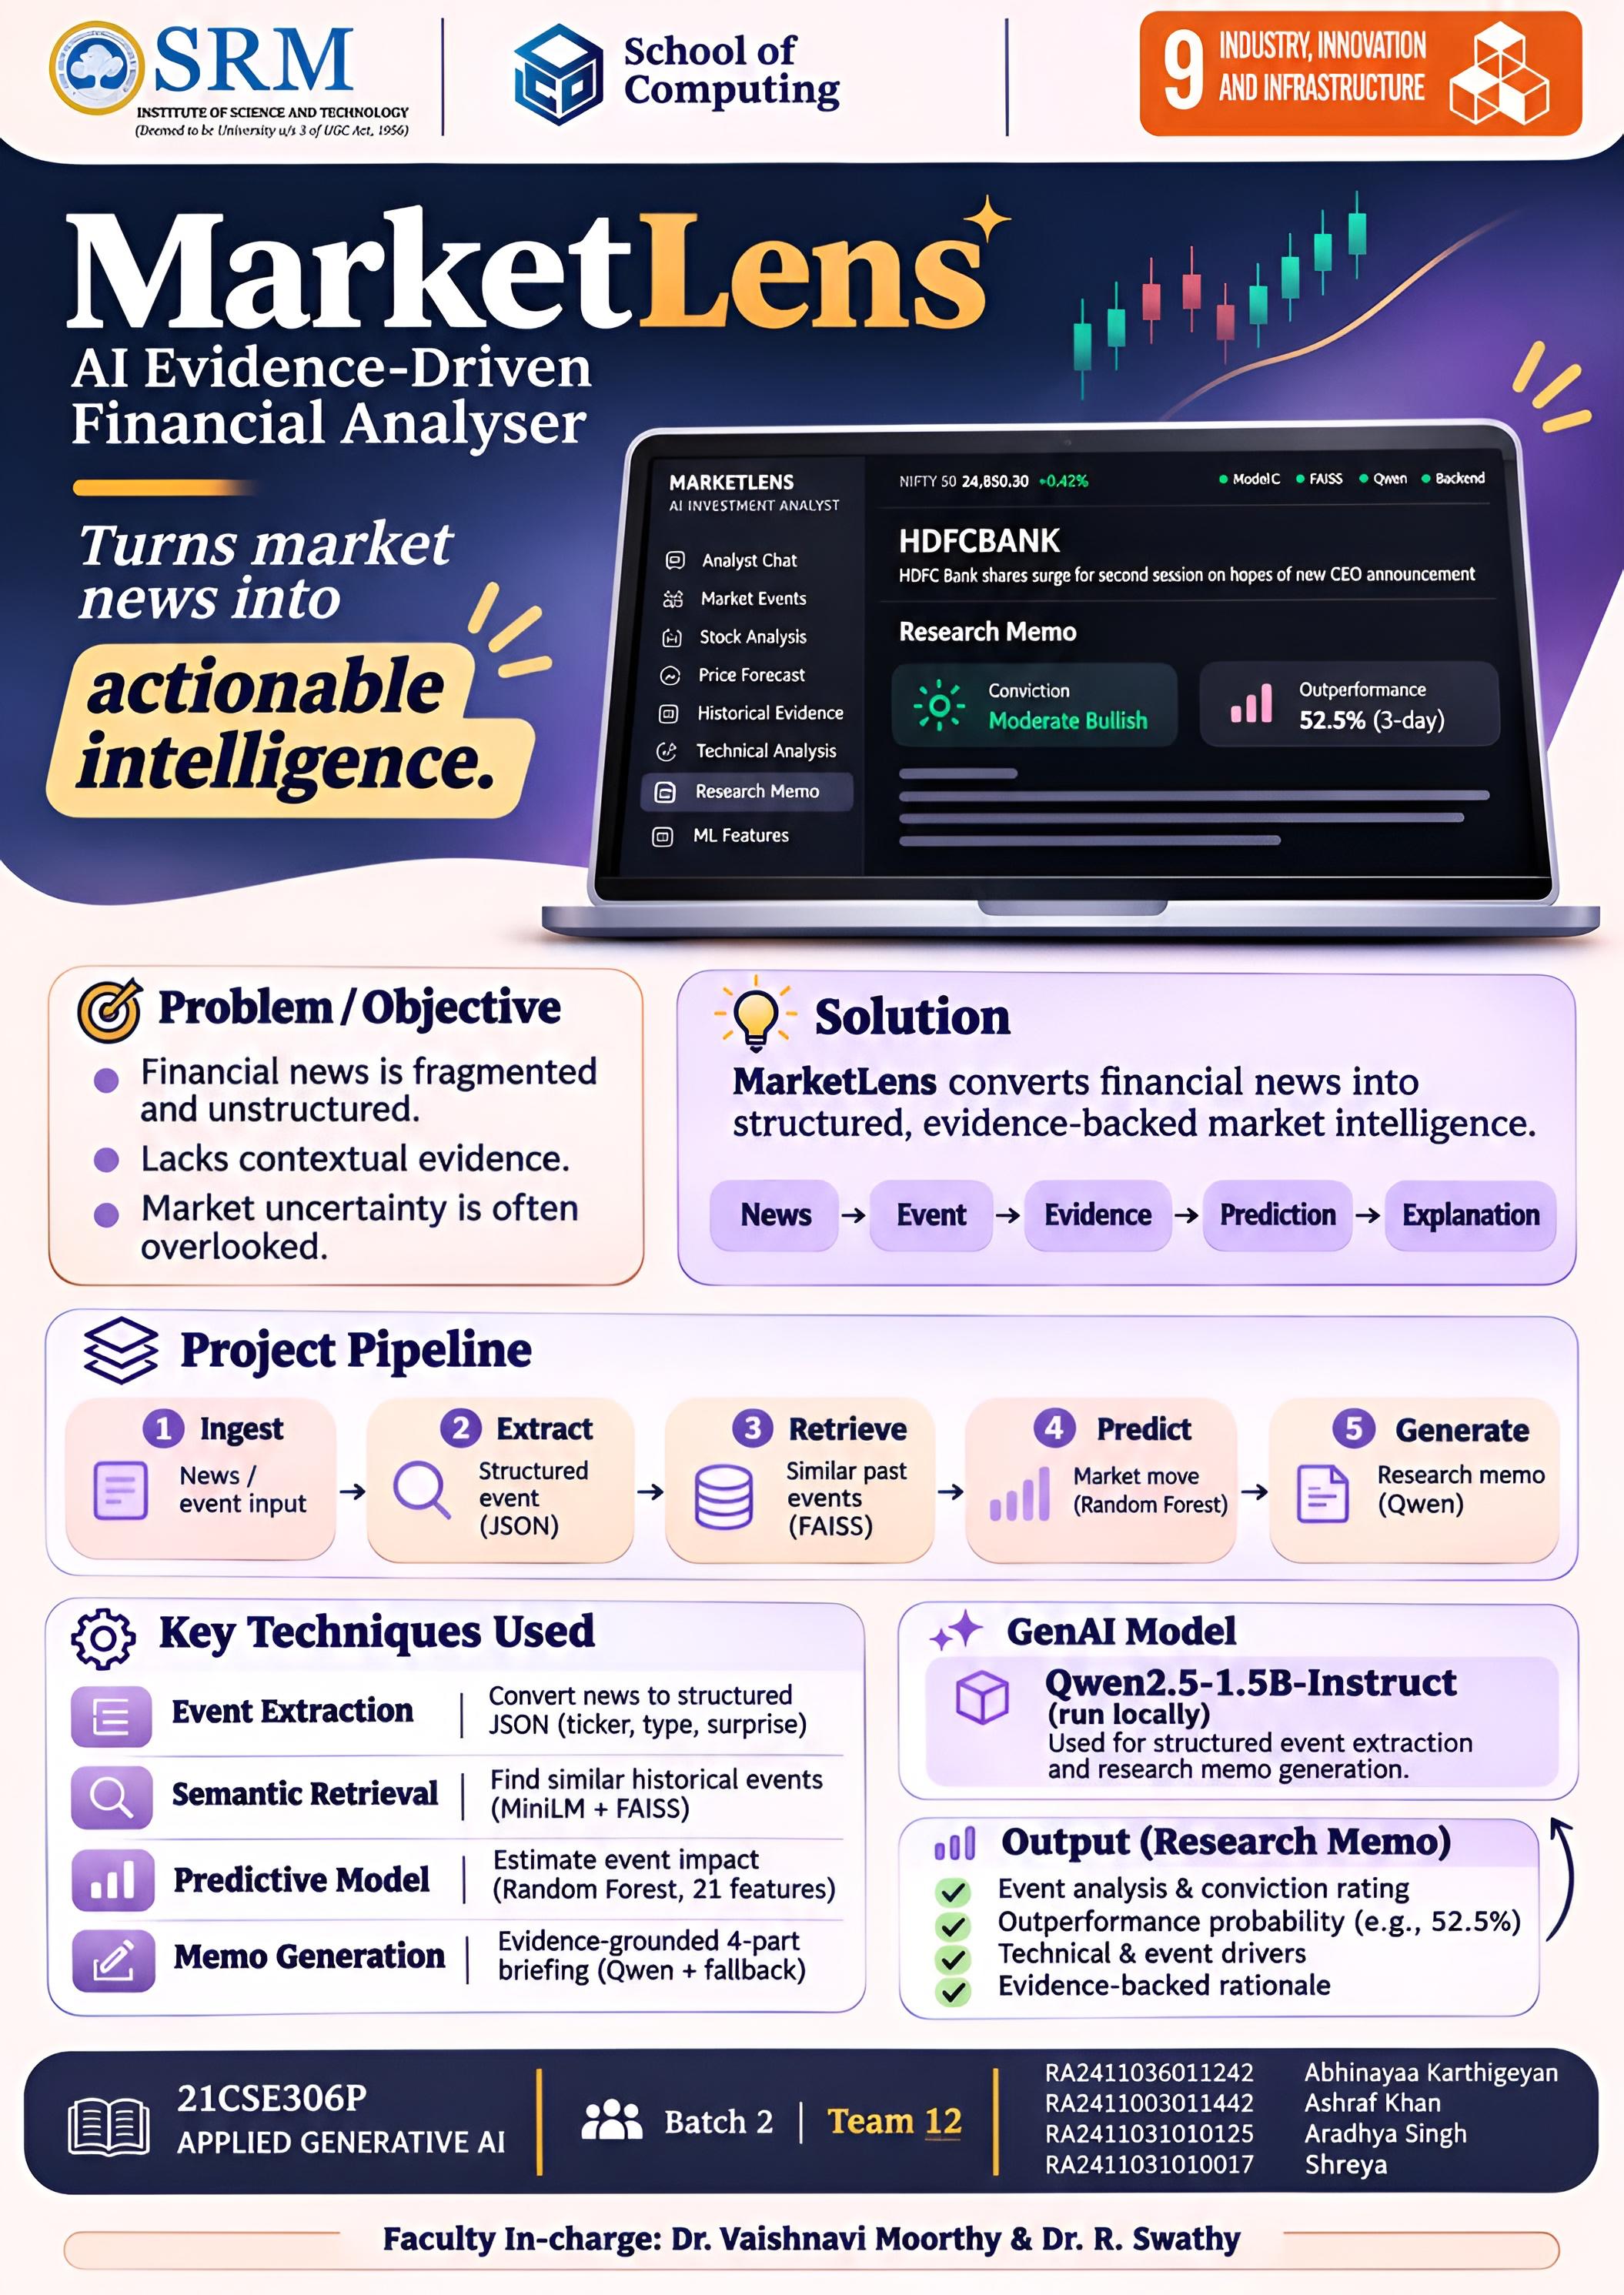 SRM
INSTITUTE OF SCIENCE AND TECHNOLOGY
(Deemed to be University u/s 3 of UGC Act, 1956)
School of
Computing
9
INDUSTRY, INNOVATION
AND INFRASTRUCTURE
MarketLens
AI Evidence-Driven
Financial Analyser
Turns market
news into
actionable
intelligence.
MARKETLENS
AI INVESTMENT ANALYST
Analyst Chat
Market Events
Stock Analysis
Price Forecast
Historical Evidence
Technical Analysis
Research Memo
ML Features
NIFTY 50 24,850.30 +0.42%
Model C FAISS Qwen Backend
HDFCBANK
HDFC Bank shares surge for second session on hopes of new CEO announcement
Research Memo
Conviction
Moderate Bullish
Outperformance
52.5% (3-day)
Problem / Objective
Financial news is fragmented
and unstructured.
Lacks contextual evidence.
Market uncertainty is often
overlooked.
Solution
MarketLens converts financial news into
structured, evidence-backed market intelligence.
News → Event → Evidence → Prediction → Explanation
Project Pipeline
1 Ingest
News /
event input
2 Extract
Structured
event
(JSON)
3 Retrieve
Similar past
events
(FAISS)
4 Predict
Market move
(Random Forest)
5 Generate
Research memo
(Qwen)
Key Techniques Used
Event Extraction
Convert news to structured
JSON (ticker, type, surprise)
Semantic Retrieval
Find similar historical events
(MiniLM + FAISS)
Predictive Model
Estimate event impact
(Random Forest, 21 features)
Memo Generation
Evidence-grounded 4-part
briefing (Qwen + fallback)
GenAI Model
Qwen2.5-1.5B-Instruct
(run locally)
Used for structured event extraction
and research memo generation.
Output (Research Memo)
Event analysis & conviction rating
Outperformance probability (e.g., 52.5%)
Technical & event drivers
Evidence-backed rationale
21CSE306P
APPLIED GENERATIVE AI
Batch 2 | Team 12
RA2411036011242 Abhinayaa Karthigeyan
RA2411003011442 Ashraf Khan
RA2411031010125 Aradhya Singh
RA2411031010017 Shreya
Faculty In-charge: Dr. Vaishnavi Moorthy & Dr. R. Swathy